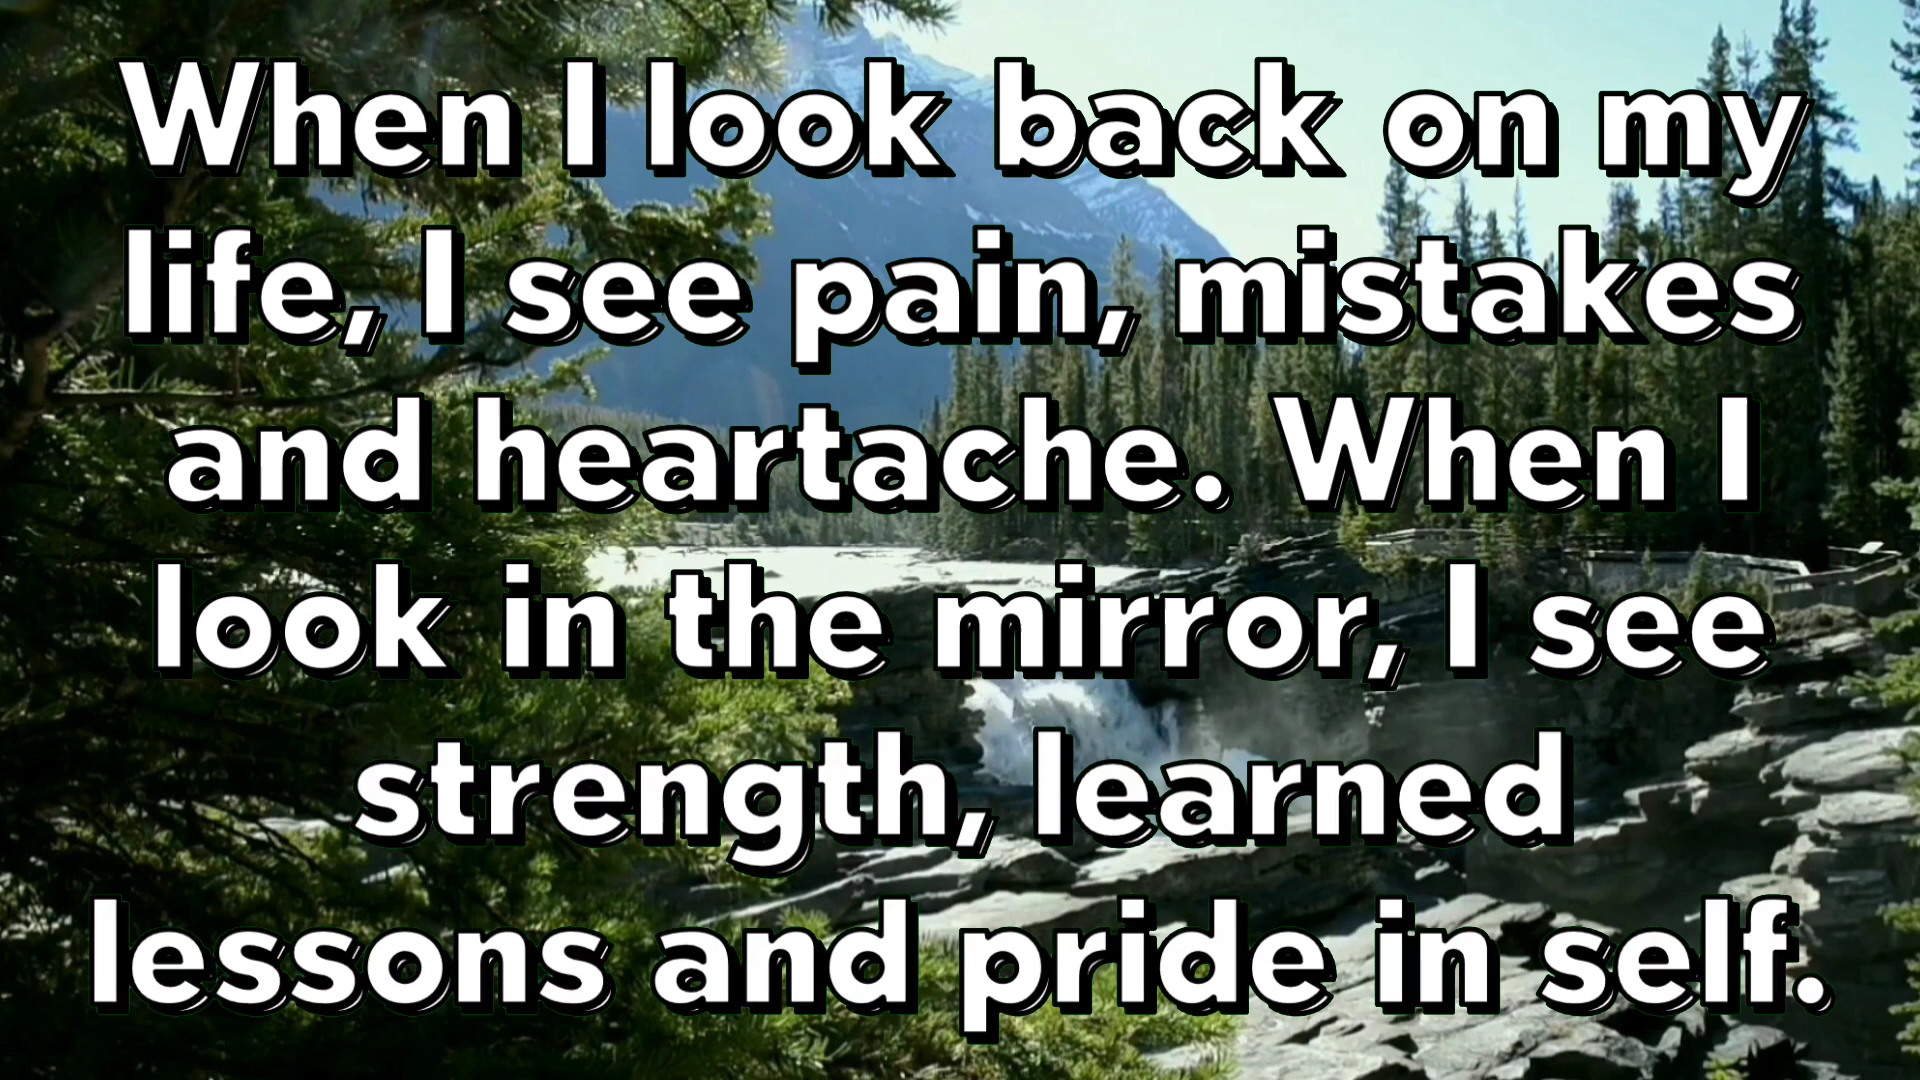 When I look back on my
life, I see pain, mistakes
and heartache. When I
look in the mirror, I see
strength, learned
lessons and pride in self.